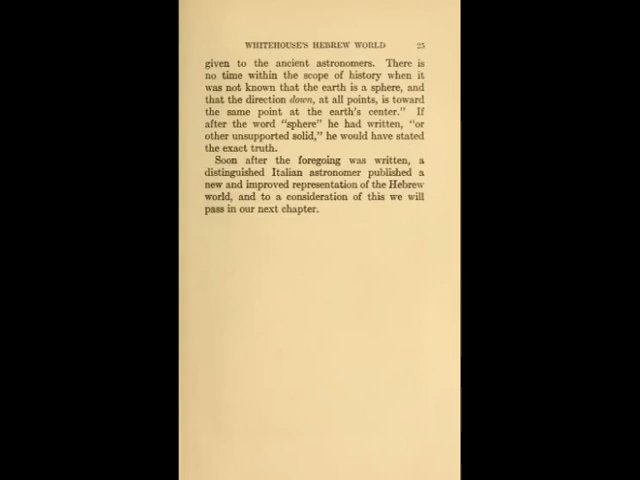 WHITEHOUSE'S HEBREW WORLD 25
given to the ancient astronomers. There is
no time within the scope of history when it
was not known that the earth is a sphere, and
that the direction down, at all points, is toward
the same point at the earth's center." If
after the word "sphere" he had written, "or
other unsupported solid," he would have stated
the exact truth.
Soon after the foregoing was written, a
distinguished Italian astronomer published a
new and improved representation of the Hebrew
world, and to a consideration of this we will
pass in our next chapter.